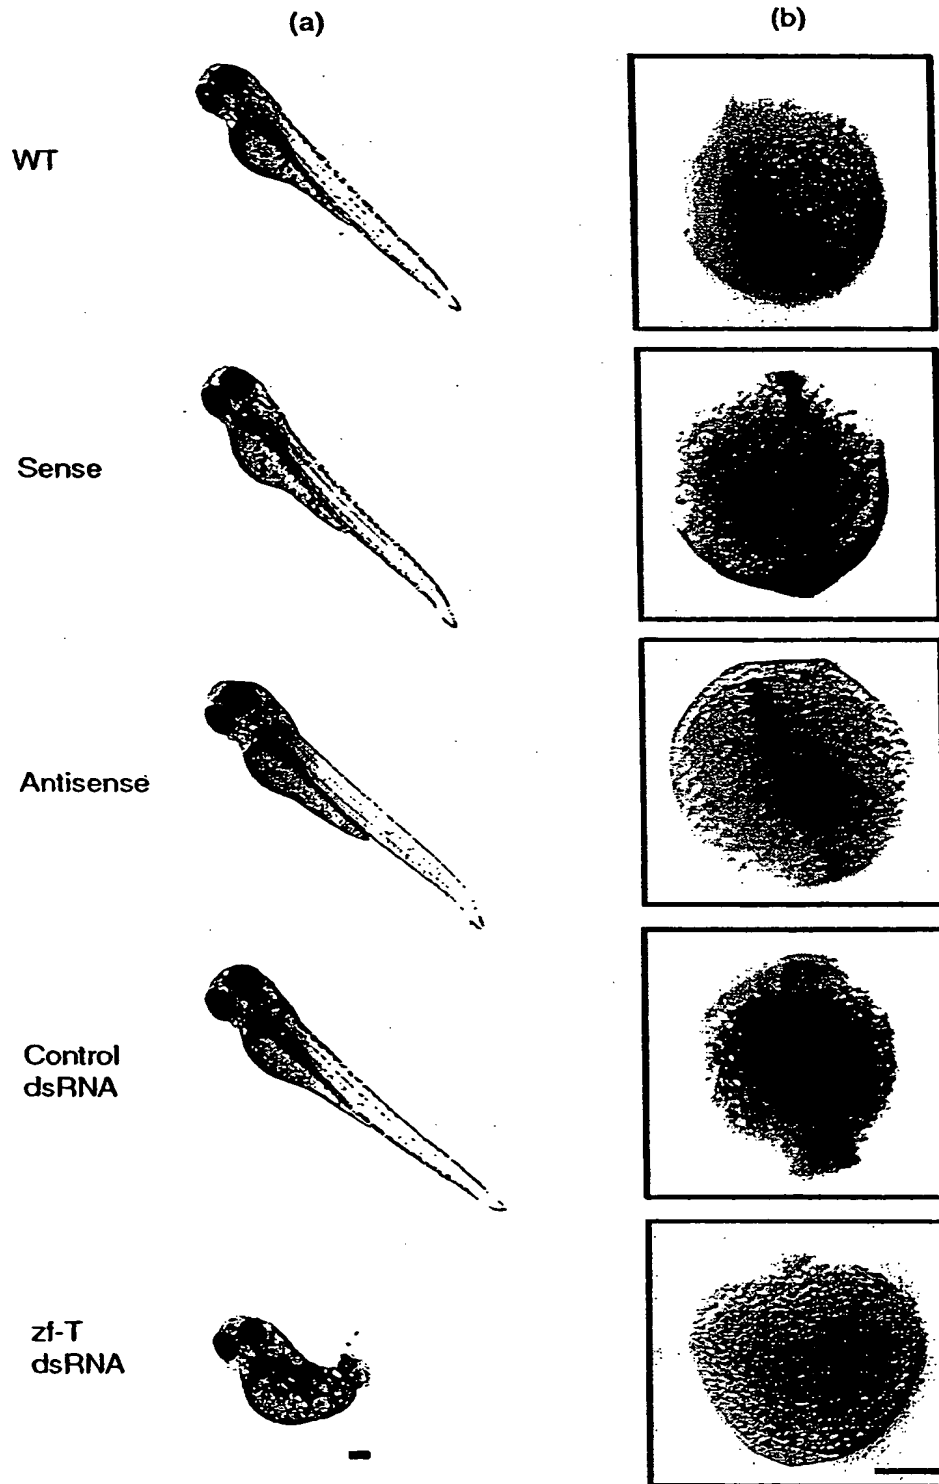 (a)
(b)
WT
Sense
Antisense
Control
dsRNA
zf-T
dsRNA